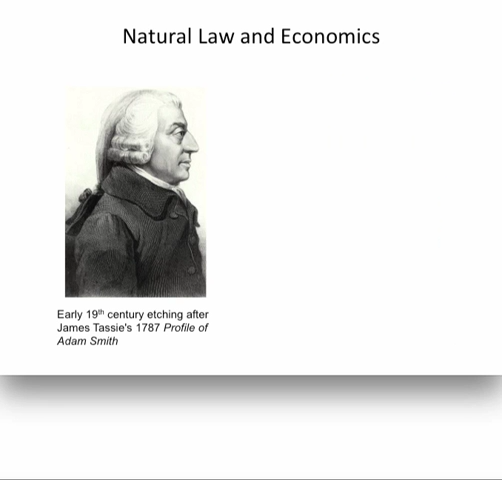 Natural Law and Economics
Early 19th century etching after
James Tassie's 1787 Profile of
Adam Smith